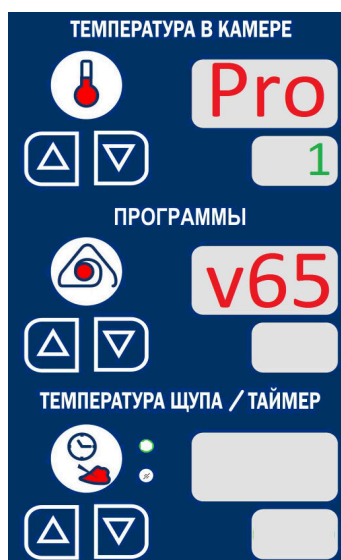 ТЕМПЕРАТУРА В КАМЕРЕ
Pro
1
ПРОГРАММЫ
v65
ТЕМПЕРАТУРА ЩУПА / ТАЙМЕР